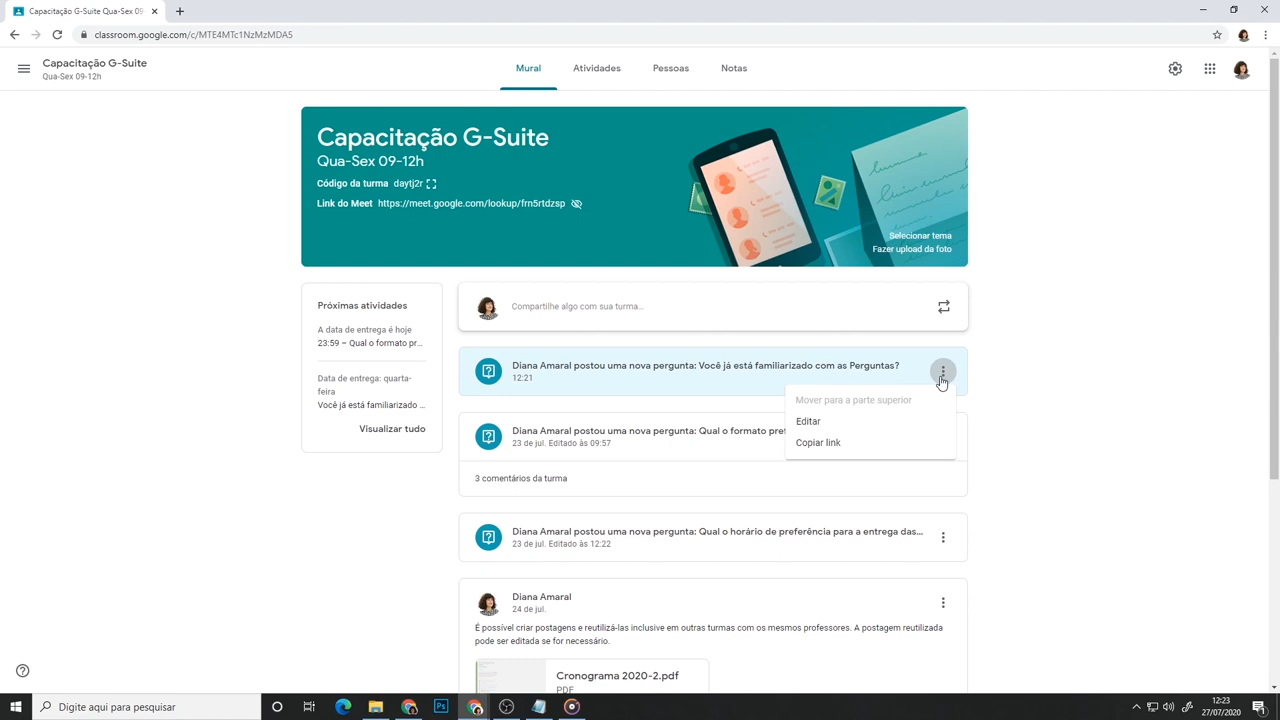 Capacitação G-Suite Qua-Sex 09-
classroom.google.com/c/MTE4MTc1NzMzMDA5
Capacitação G-Suite
Qua-Sex 09-12h
Mural
Atividades
Pessoas
Notas
Capacitação G-Suite
Qua-Sex 09-12h
Código da turma daytj2r
Link do Meet https://meet.google.com/lookup/frn5rtdzsp
Selecionar tema
Fazer upload da foto
Próximas atividades
A data de entrega é hoje
23:59 – Qual o formato pr...
Data de entrega: quarta-
feira
Você já está familiarizado ...
Visualizar tudo
Compartilhe algo com sua turma...
Diana Amaral postou uma nova pergunta: Você já está familiarizado com as Perguntas?
12:21
Mover para a parte superior
Editar
Copiar link
Diana Amaral postou uma nova pergunta: Qual o formato pre
23 de jul. Editado às 09:57
3 comentários da turma
Diana Amaral postou uma nova pergunta: Qual o horário de preferência para a entrega das...
23 de jul. Editado às 12:22
Diana Amaral
24 de jul.
É possível criar postagens e reutilizá-las inclusive em outras turmas com os mesmos professores. A postagem reutilizada
pode ser editada se for necessário.
Cronograma 2020-2.pdf
PDF
Digite aqui para pesquisar
12:23
27/07/2020